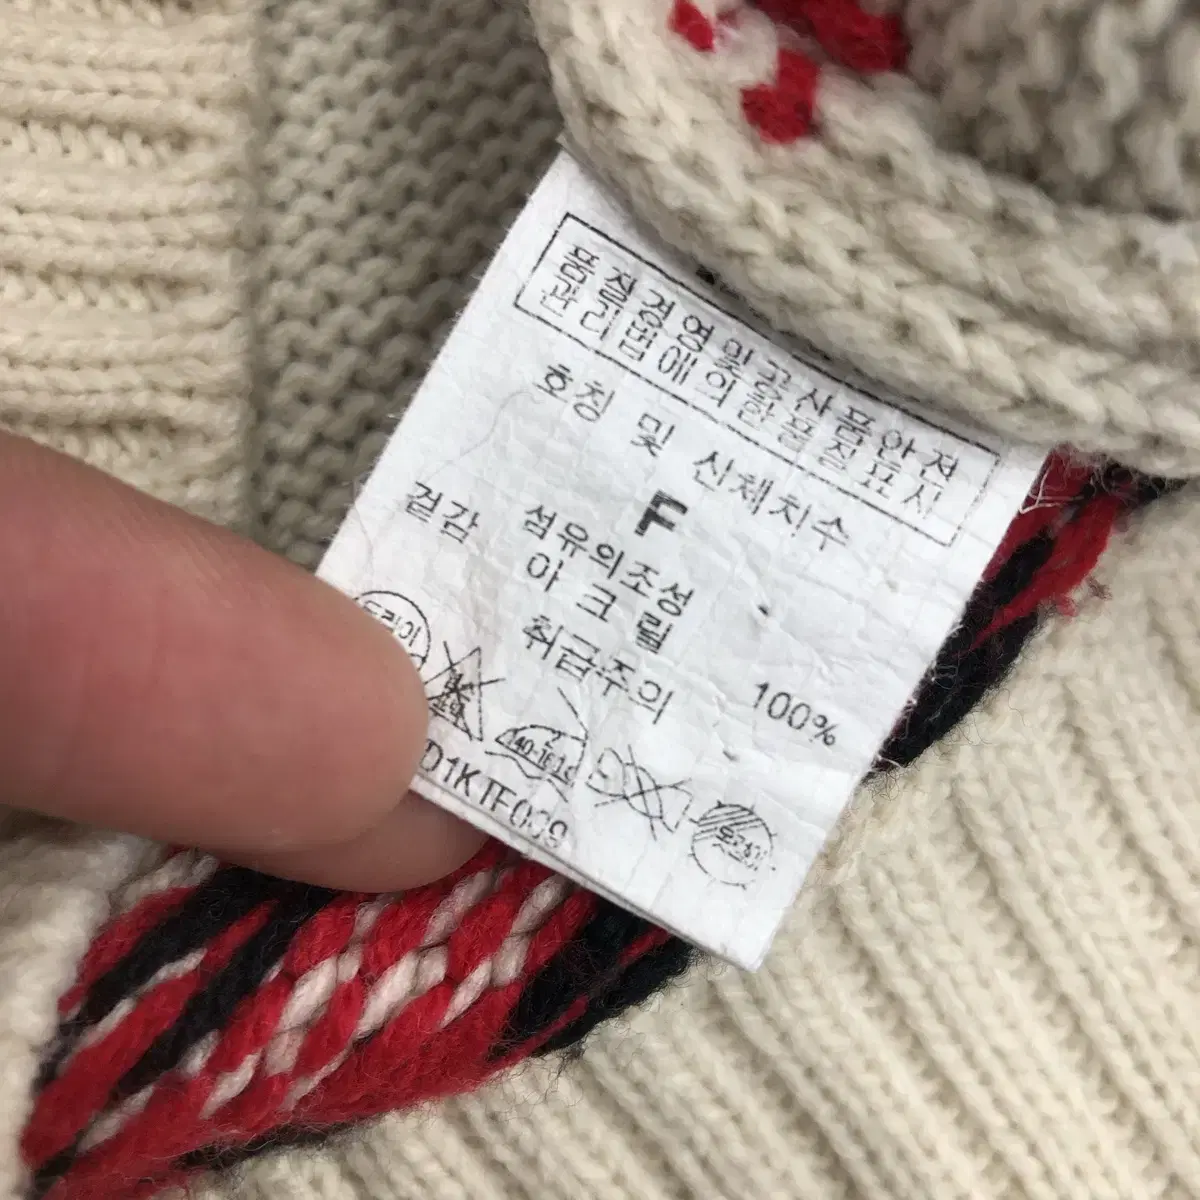 품질경영및공산품안전
관리법에의한품질표시
호칭 및 신체치수
F
섬유의조성
겉감 아크릴 100%
취급주의
드라이
D1KTF009